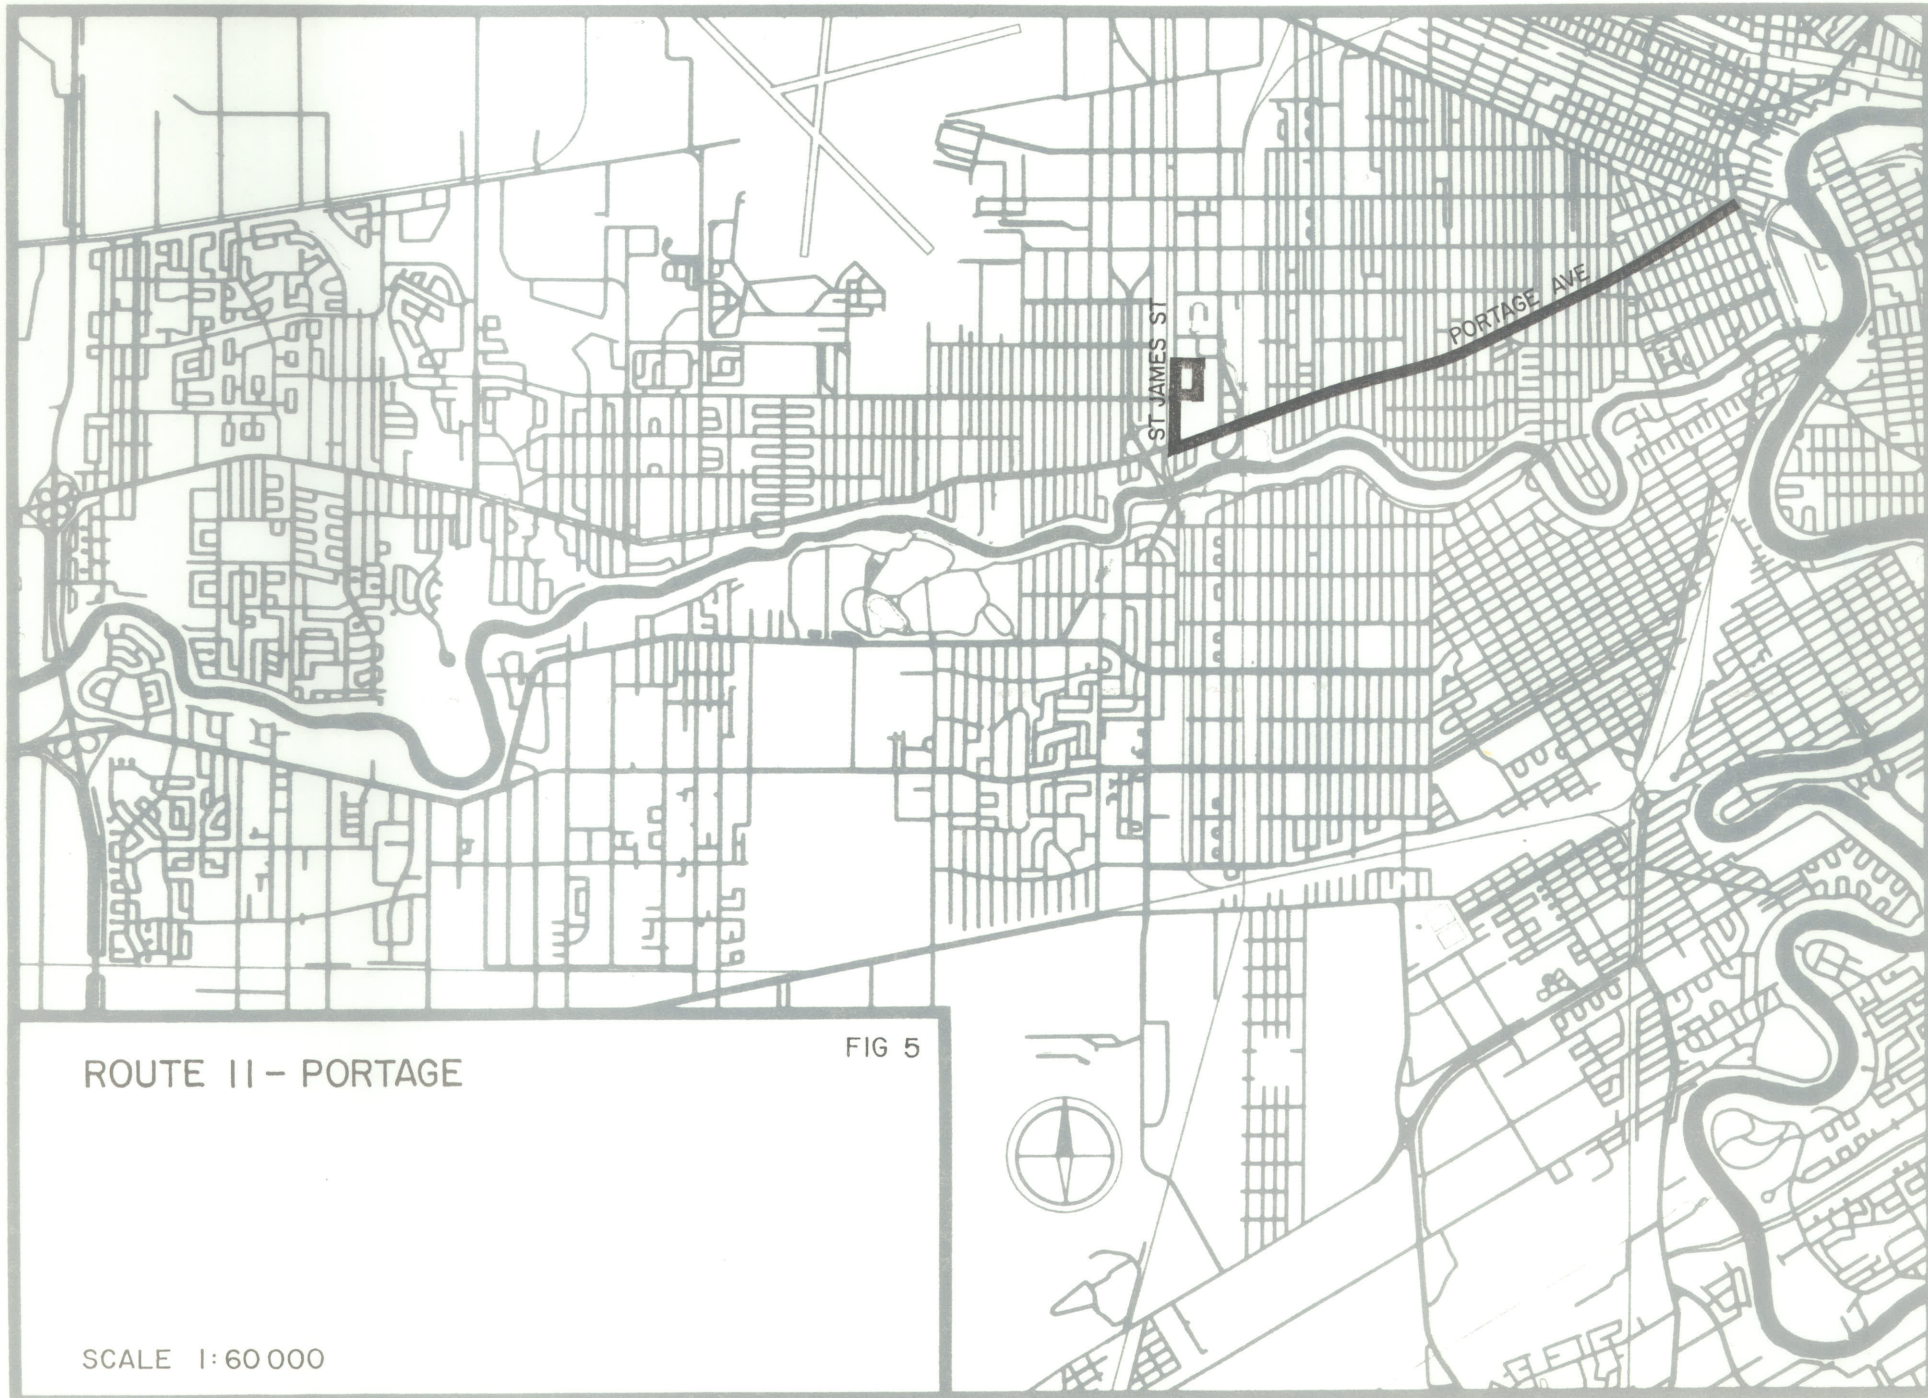 ST JAMES ST
PORTAGE AVE
ROUTE 11 - PORTAGE
FIG 5
SCALE 1:60 000